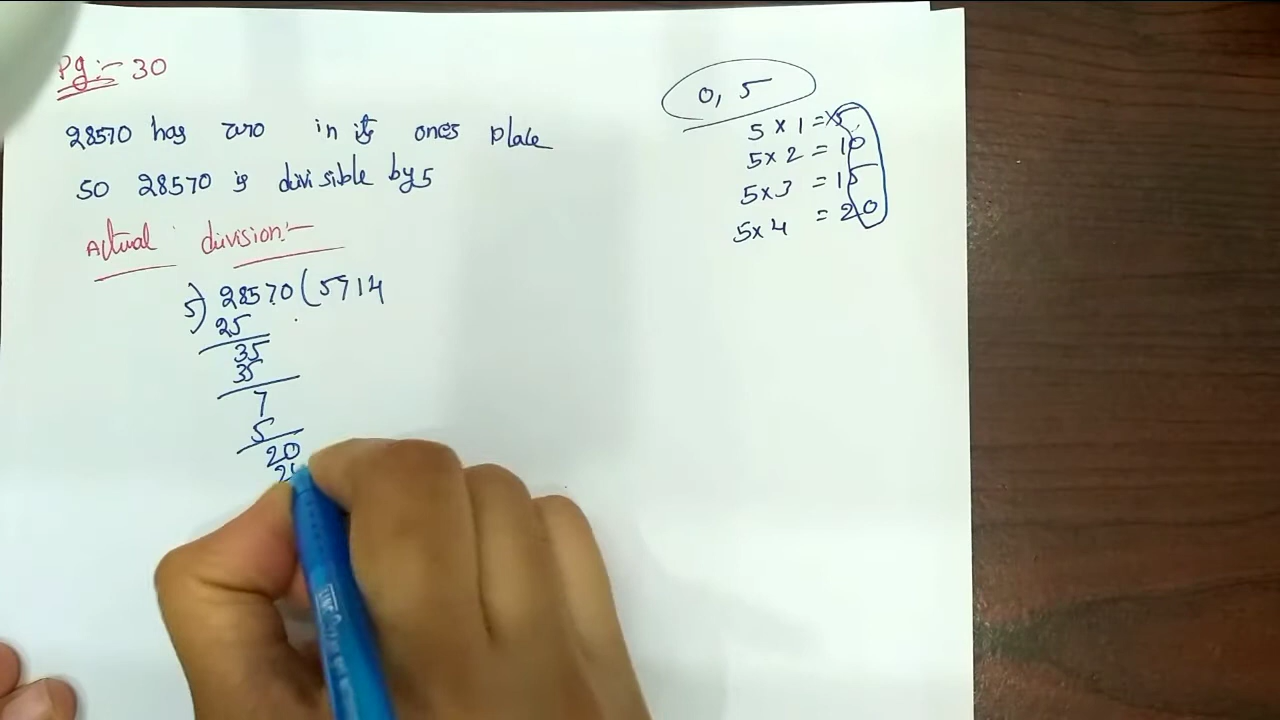 Pg:- 30
28570 has zero in its ones place
so 28570 is divisible by 5
Actual division:-
5) 28570 ( 5714
25
35
35
7
5
20
2
0, 5
5 x 1 = 5
5 x 2 = 10
5 x 3 = 15
5 x 4 = 20